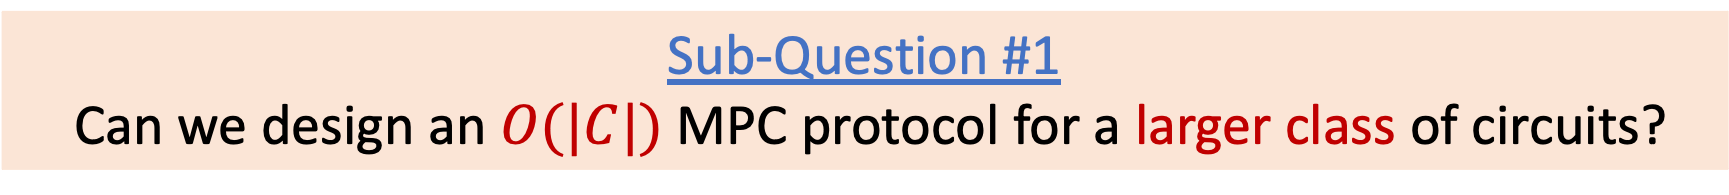 Sub-Question #1
Can we design an O(|C|) MPC protocol for a larger class of circuits?